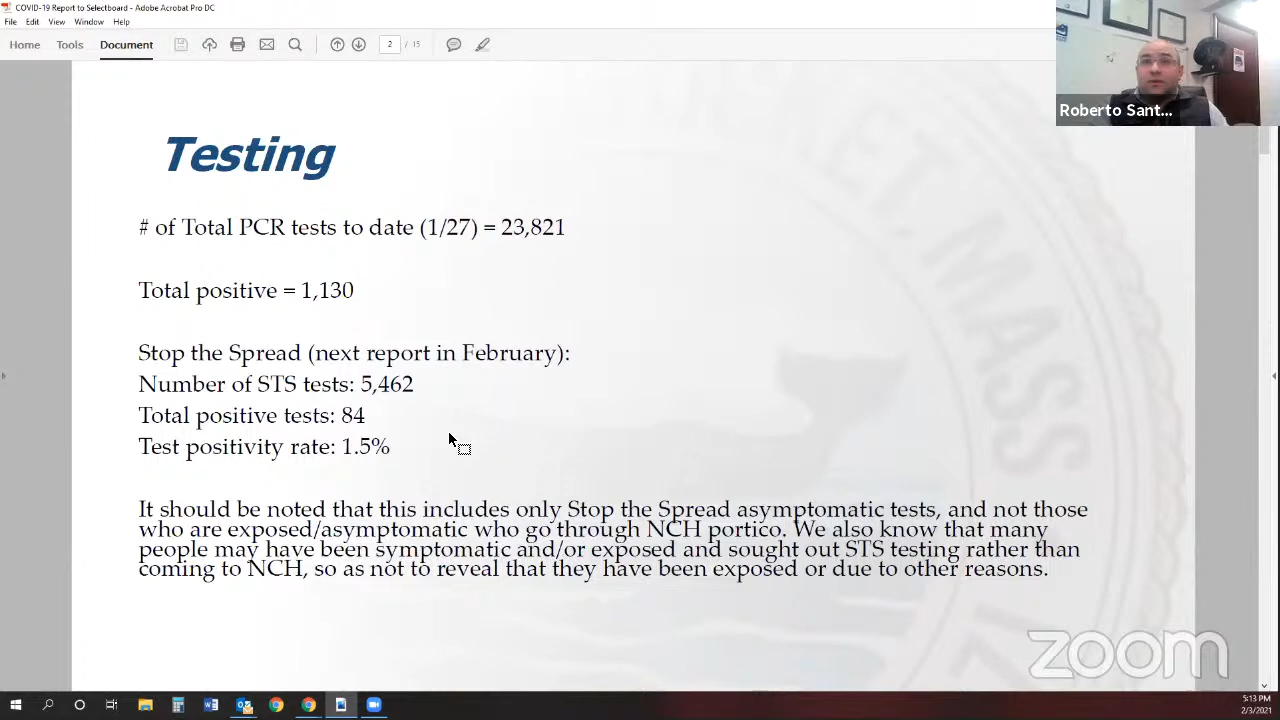 COVID-19 Report to Selectboard - Adobe Acrobat Pro DC
File Edit View Window Help
Home Tools Document 2 / 15
Roberto Sant...
Testing
# of Total PCR tests to date (1/27) = 23,821
Total positive = 1,130
Stop the Spread (next report in February):
Number of STS tests: 5,462
Total positive tests: 84
Test positivity rate: 1.5%
It should be noted that this includes only Stop the Spread asymptomatic tests, and not those
who are exposed/asymptomatic who go through NCH portico. We also know that many
people may have been symptomatic and/or exposed and sought out STS testing rather than
coming to NCH, so as not to reveal that they have been exposed or due to other reasons.
zoom
5:13 PM
2/3/2021